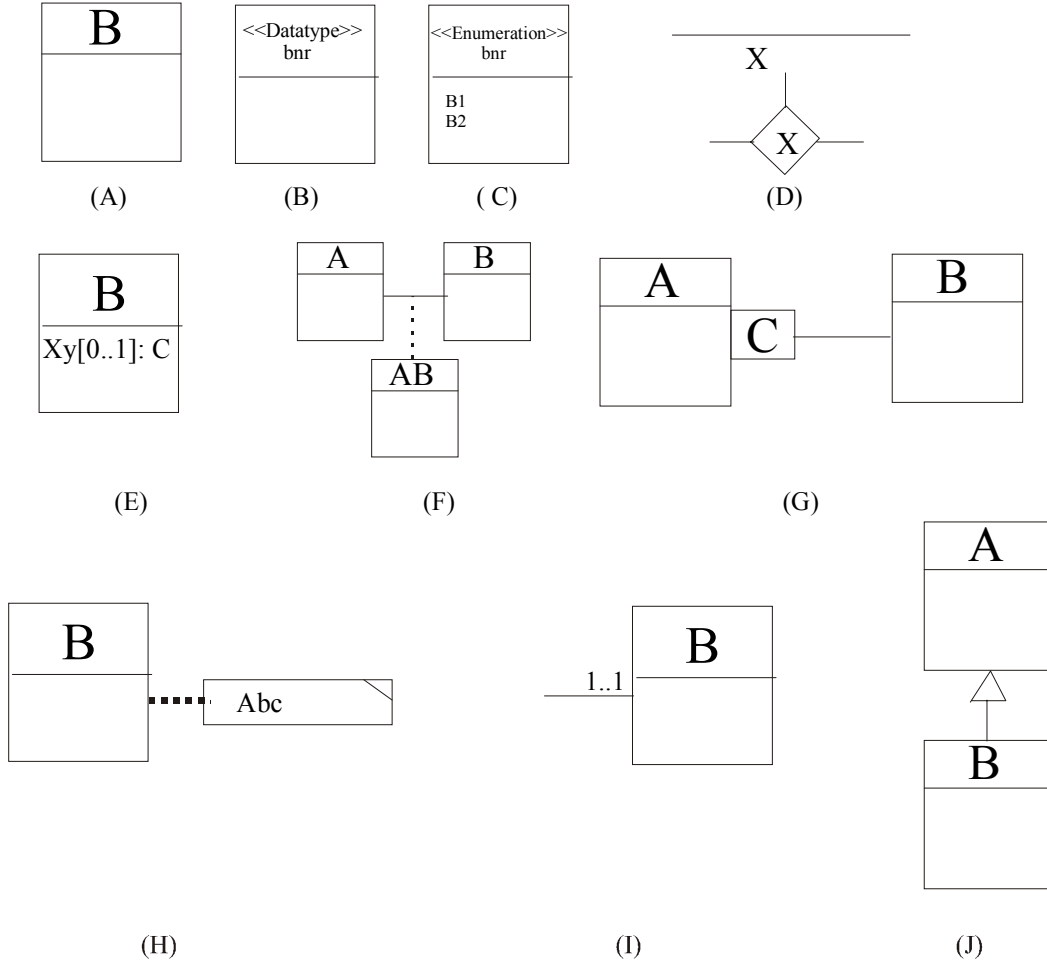 B
<<Datatype>>
bnr
<<Enumeration>>
bnr
B1
B2
X
X
(A)
(B)
( C)
(D)
B
Xy[0..1]: C
A
B
AB
A
C
B
(E)
(F)
(G)
B
Abc
1..1
B
A
B
(H)
(I)
(J)